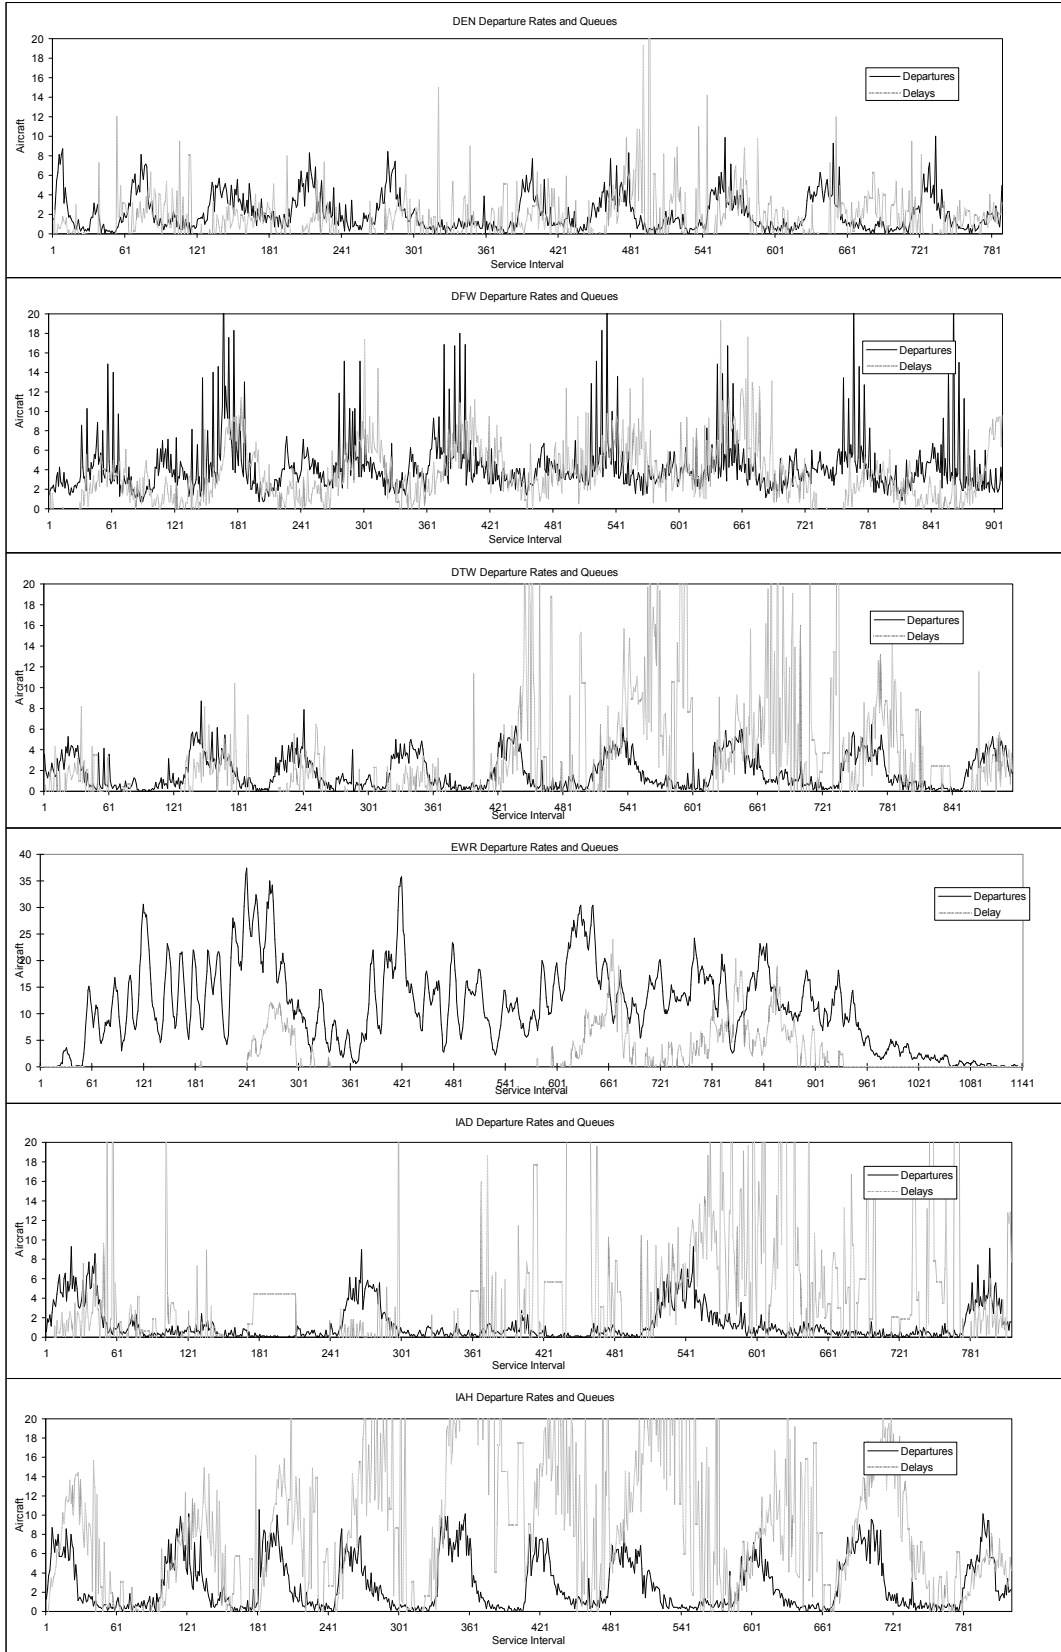 DEN Departure Rates and Queues
20
18
16
14
12
10
8
6
4
2
0
Aircraft
Departures
Delays
1 61 121 181 241 301 361 421 481 541 601 661 721 781
Service Interval
DFW Departure Rates and Queues
20
18
16
14
12
10
8
6
4
2
0
Aircraft
Departures
Delays
1 61 121 181 241 301 361 421 481 541 601 661 721 781 841 901
Service Interval
DTW Departure Rates and Queues
20
18
16
14
12
10
8
6
4
2
0
Aircraft
Departures
Delays
1 61 121 181 241 301 361 421 481 541 601 661 721 781 841
Service Interval
EWR Departure Rates and Queues
40
35
30
25
20
15
10
5
0
Aircraft
Departures
Delay
1 61 121 181 241 301 361 421 481 541 601 661 721 781 841 901 961 1021 1081 1141
Service Interval
IAD Departure Rates and Queues
20
18
16
14
12
10
8
6
4
2
0
Aircraft
Departures
Delays
1 61 121 181 241 301 361 421 481 541 601 661 721 781
Service Interval
IAH Departure Rates and Queues
20
18
16
14
12
10
8
6
4
2
0
Aircraft
Departures
Delays
1 61 121 181 241 301 361 421 481 541 601 661 721 781
Service Interval